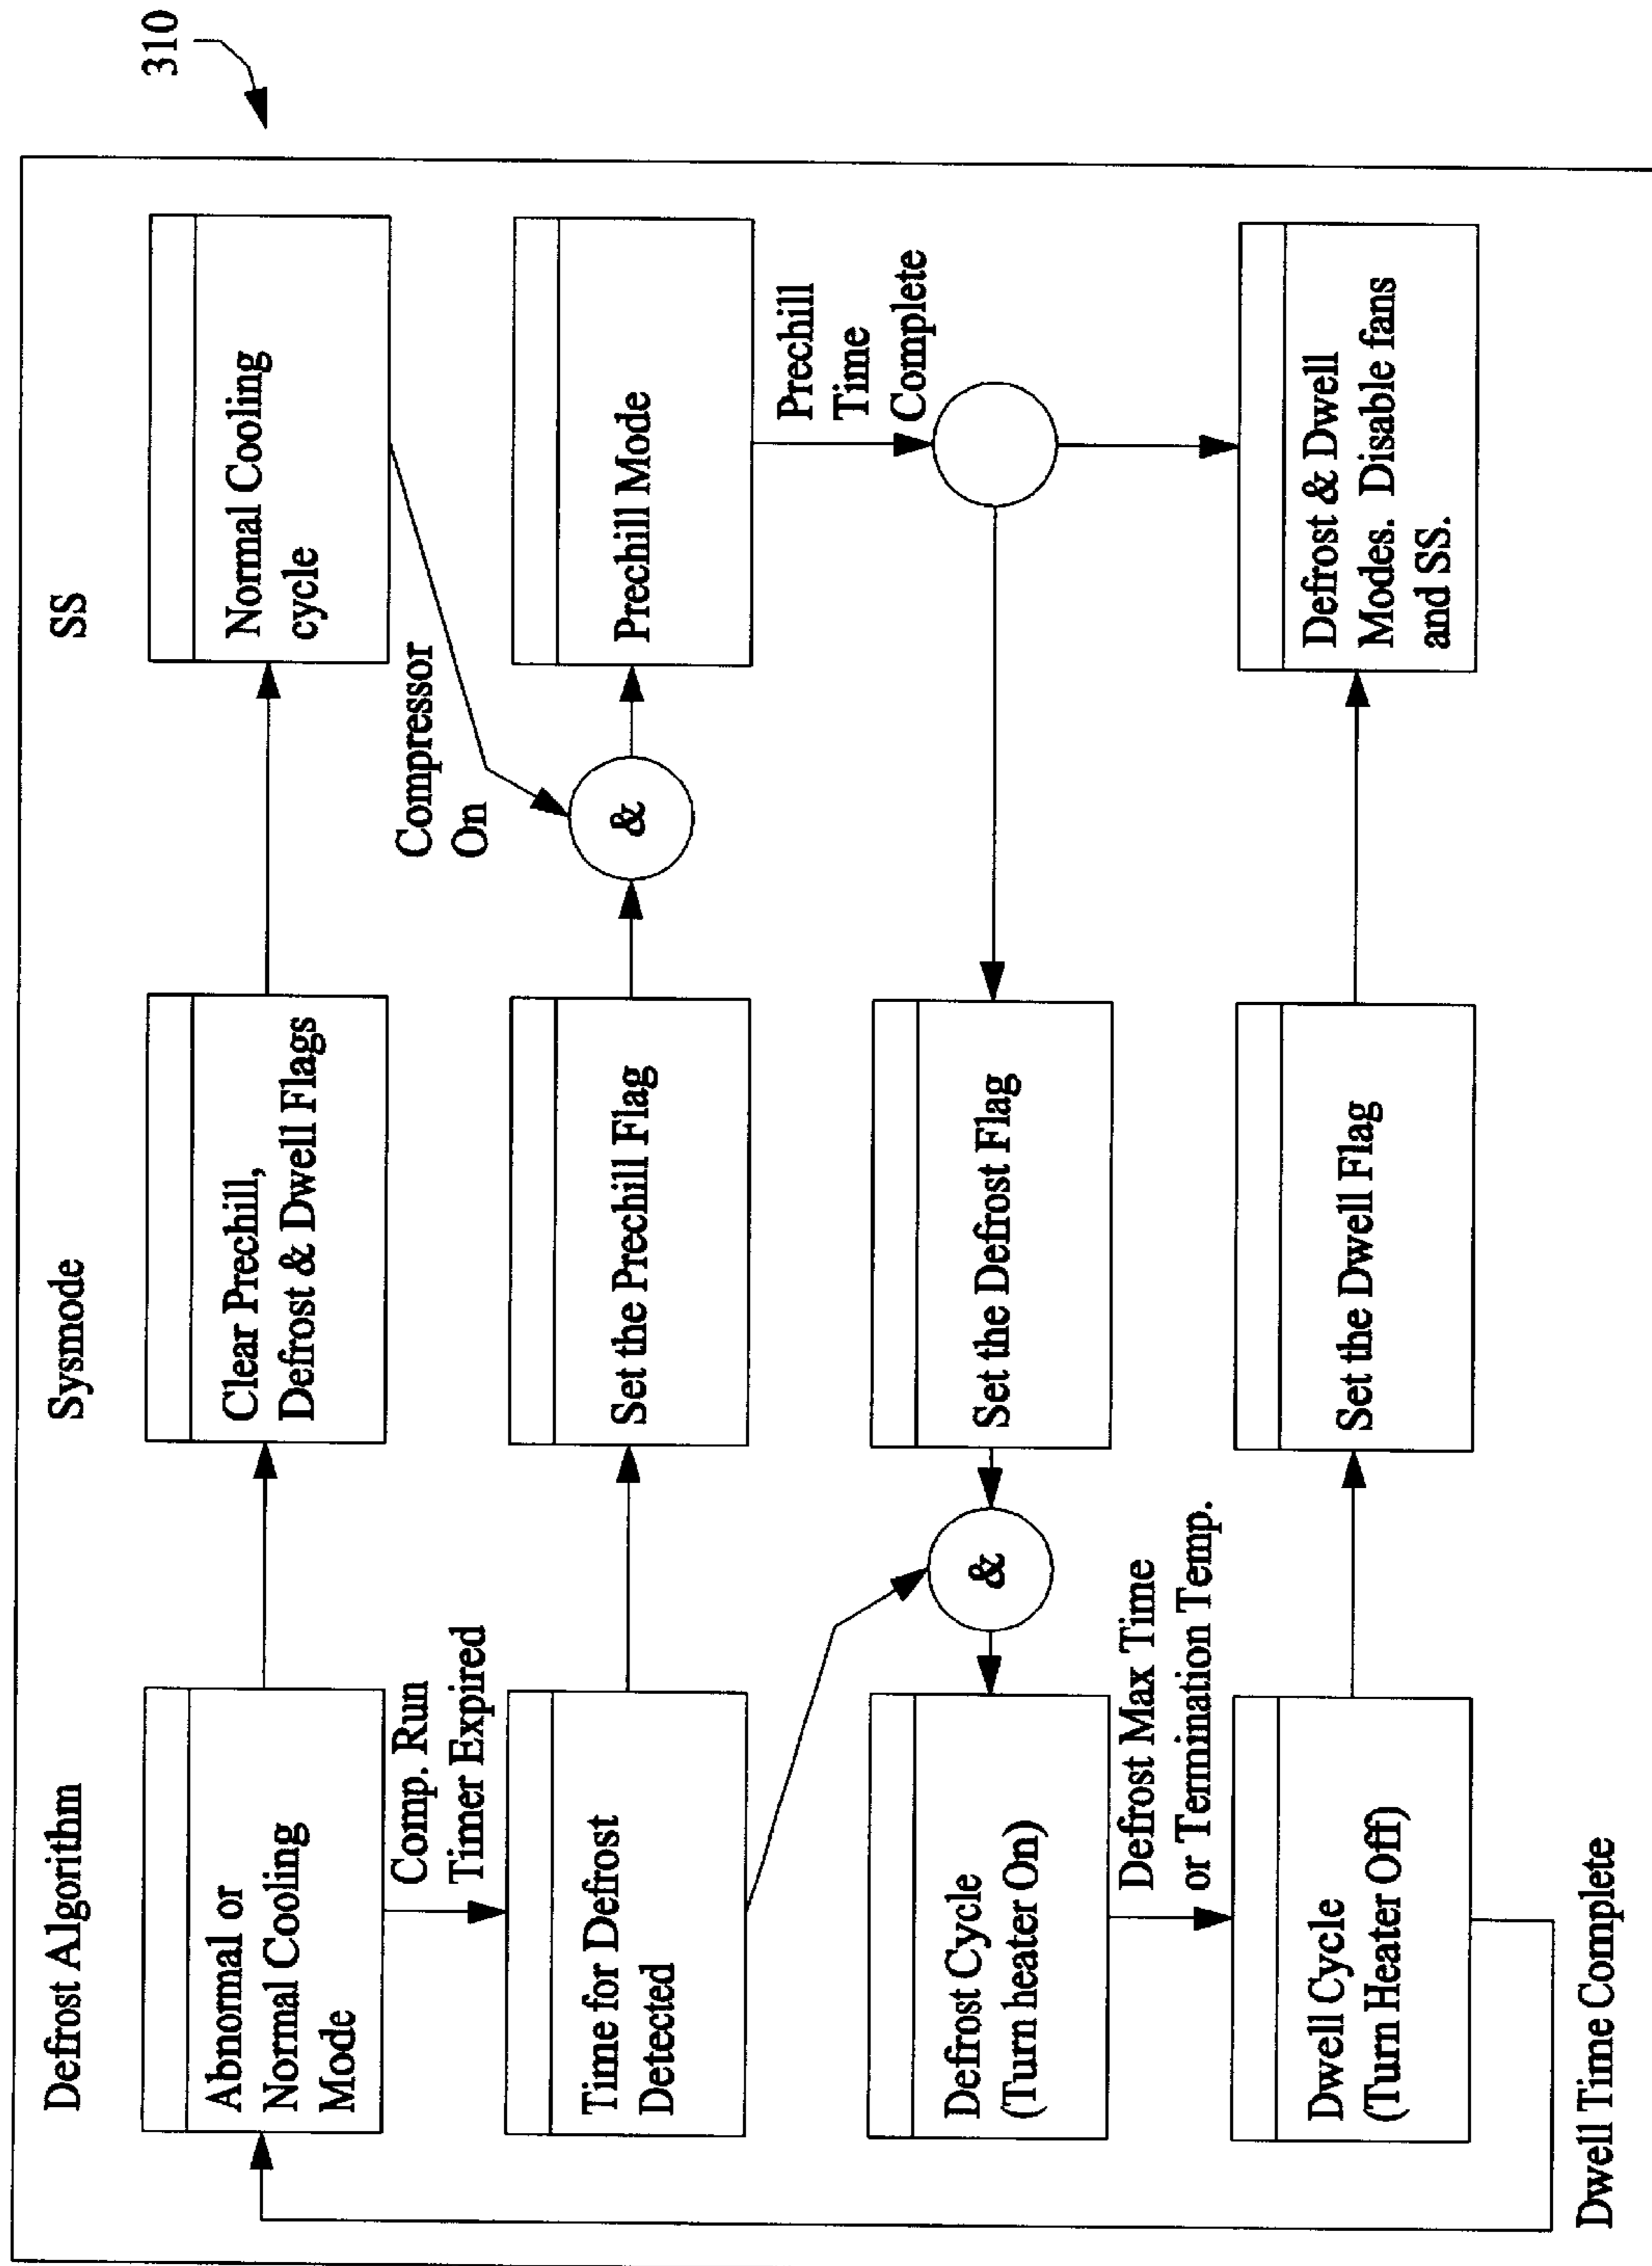 310
Defrost Algorithm
Sysmode
SS
Abnormal or
Normal Cooling
Mode
Clear Prechill,
Defrost & Dwell Flags
Normal Cooling
cycle
Comp. Run
Timer Expired
Compressor
On
Time for Defrost
Detected
Set the Prechill Flag
&
Prechill Mode
Prechill
Time
Complete
Defrost Cycle
(Turn heater On)
&
Set the Defrost Flag
Defrost Max Time
or Termination Temp.
Dwell Cycle
(Turn Heater Off)
Set the Dwell Flag
Defrost & Dwell
Modes. Disable fans
and SS.
Dwell Time Complete